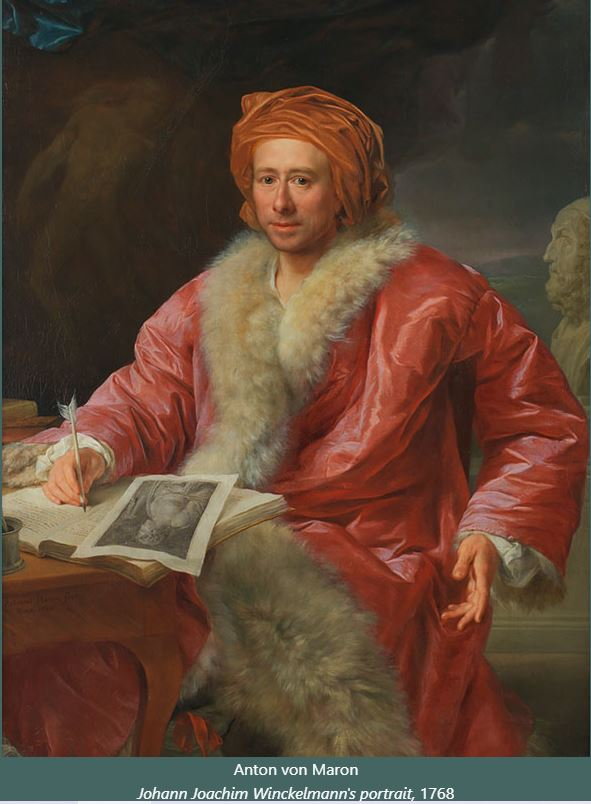 Anton von Maron
Johann Joachim Winckelmann's portrait, 1768